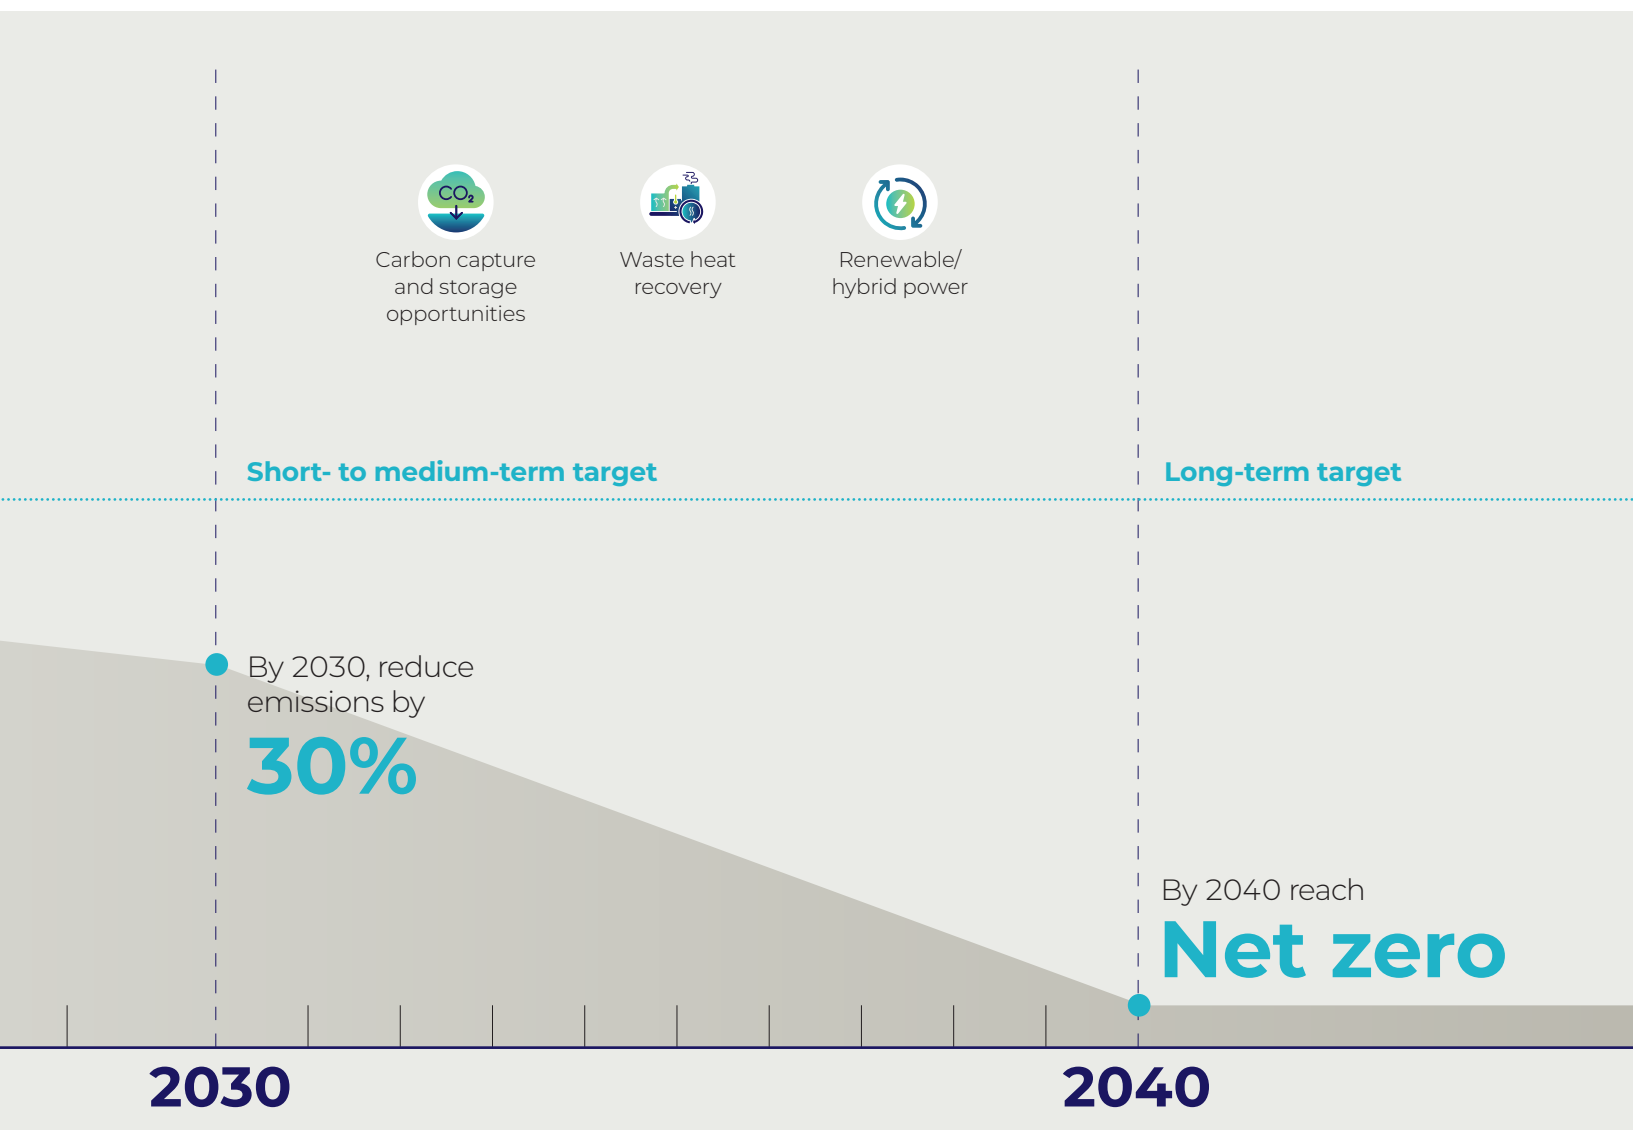 CO₂
Carbon capture
and storage
opportunities
Waste heat
recovery
Renewable/
hybrid power
Short- to medium-term target
Long-term target
By 2030, reduce
emissions by
30%
By 2040 reach
Net zero
2030
2040